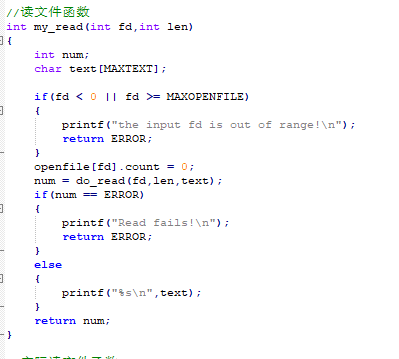 //读文件函数
int my_read(int fd,int len)
{
    int num;
    char text[MAXTEXT];

    if(fd < 0 || fd >= MAXOPENFILE)
    {
        printf("the input fd is out of range!\n");
        return ERROR;
    }
    openfile[fd].count = 0;
    num = do_read(fd,len,text);
    if(num == ERROR)
    {
        printf("Read fails!\n");
        return ERROR;
    }
    else
    {
        printf("%s\n",text);
    }
    return num;
}